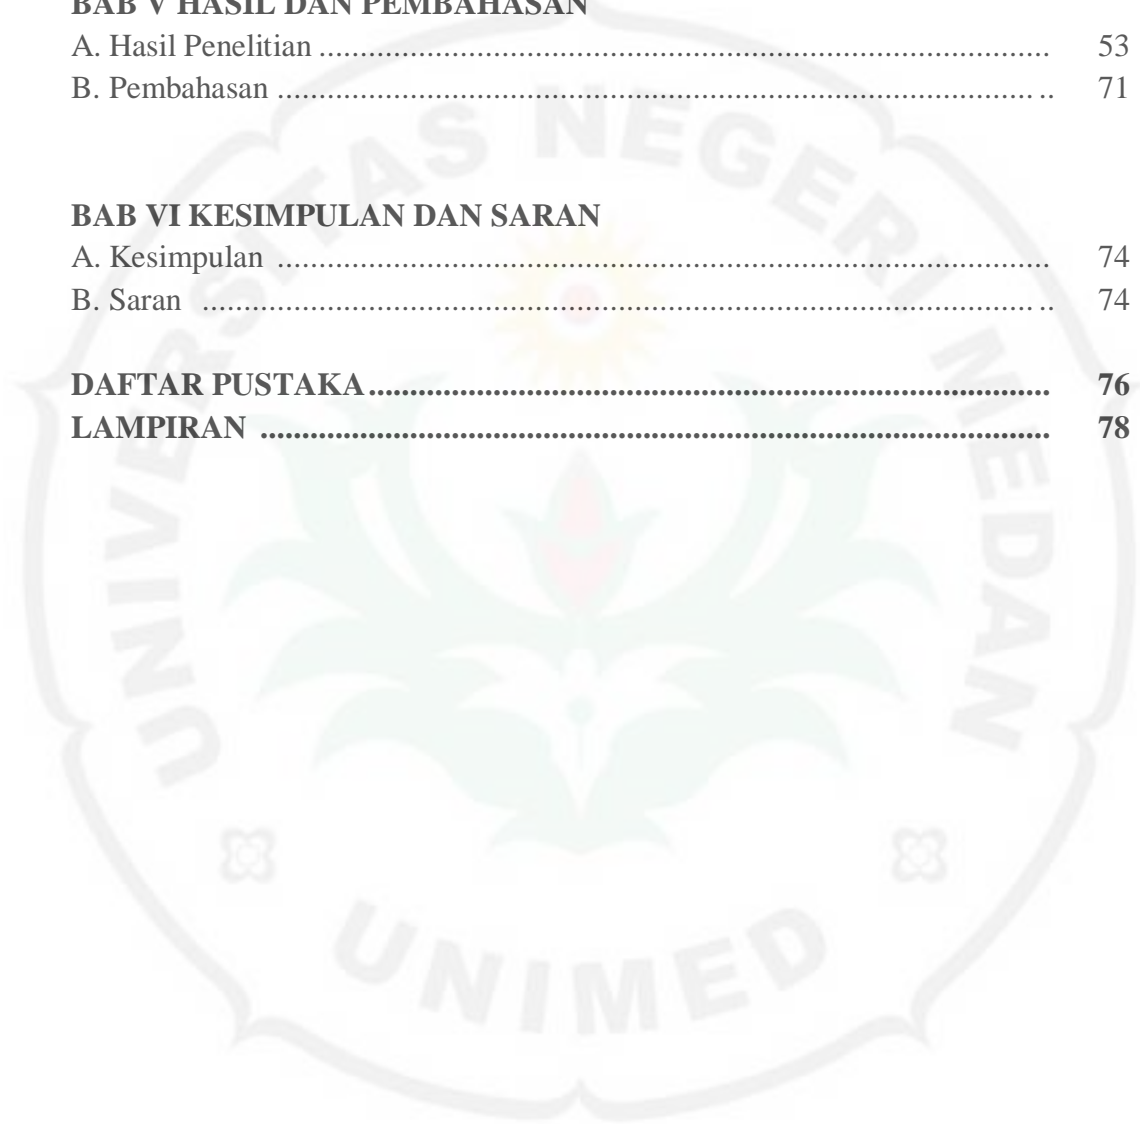 BAB V HASIL DAN PEMBAHASAN
A. Hasil Penelitian ........................................................................................ 53
B. Pembahasan ........................................................................................... .. 71
BAB VI KESIMPULAN DAN SARAN
A. Kesimpulan ............................................................................................. 74
B. Saran .................................................................................................... .. 74
DAFTAR PUSTAKA................................................................................... 76
LAMPIRAN ................................................................................................ 78
UNIVERSITAS NEGERI MEDAN
UNIMED